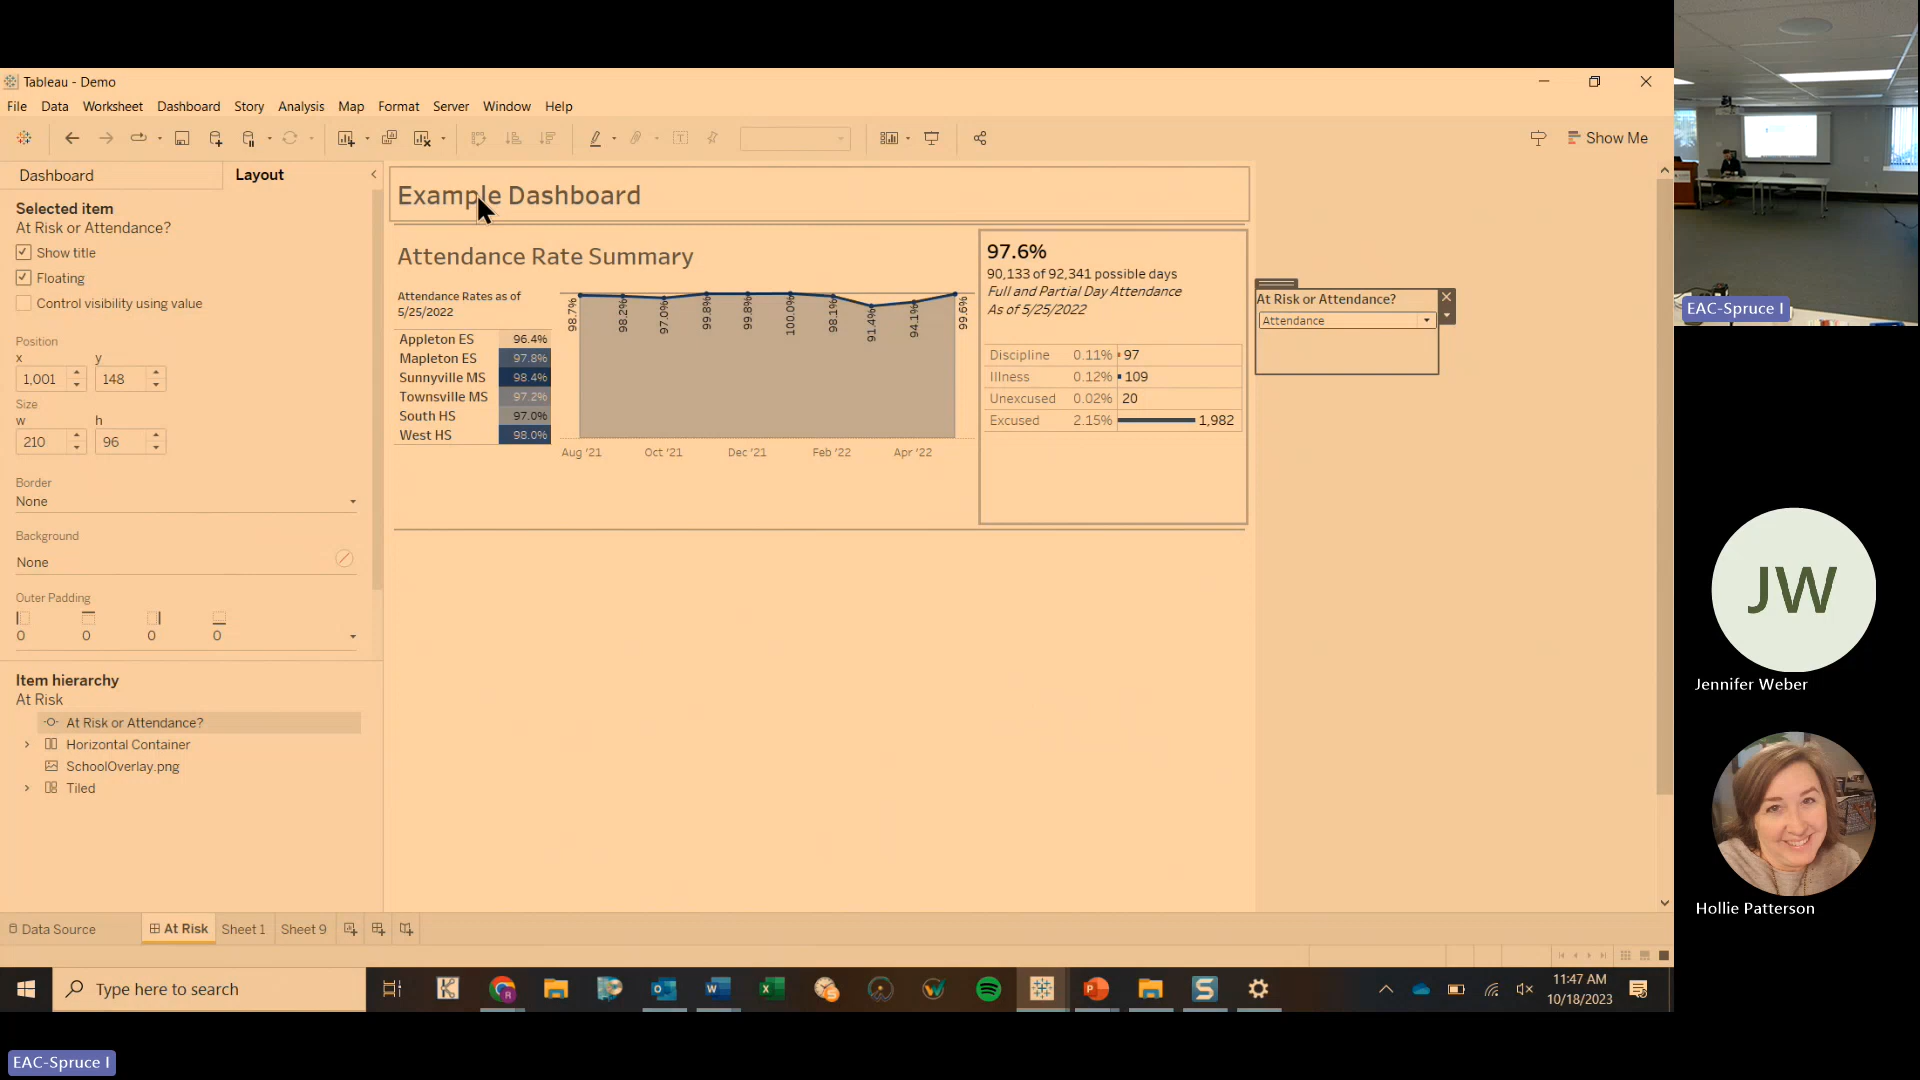 Tableau - Demo
File Data Worksheet Dashboard Story Analysis Map Format Server Window Help
Show Me
Dashboard
Layout
Selected item
At Risk or Attendance?
Show title
Floating
Control visibility using value
Position
x y
1,001 148
Size
w h
210 96
Border
None
Background
None
Outer Padding
0 0 0 0
Item hierarchy
At Risk
At Risk or Attendance?
Horizontal Container
SchoolOverlay.png
Tiled
Example Dashboard
Attendance Rate Summary
Attendance Rates as of
5/25/2022
Appleton ES 96.4%
Mapleton ES 97.8%
Sunnyville MS 98.4%
Townsville MS 97.2%
South HS 97.0%
West HS 98.0%
98.7% 98.2% 97.0% 99.8% 99.8% 100.0% 98.1% 91.4% 94.1% 99.6%
Aug '21 Oct '21 Dec '21 Feb '22 Apr '22
97.6%
90,133 of 92,341 possible days
Full and Partial Day Attendance
As of 5/25/2022
Discipline 0.11% 97
Illness 0.12% 109
Unexcused 0.02% 20
Excused 2.15% 1,982
At Risk or Attendance?
Attendance
Data Source At Risk Sheet 1 Sheet 9
Type here to search
11:47 AM
10/18/2023
EAC-Spruce I
JW
Jennifer Weber
Hollie Patterson
EAC-Spruce I